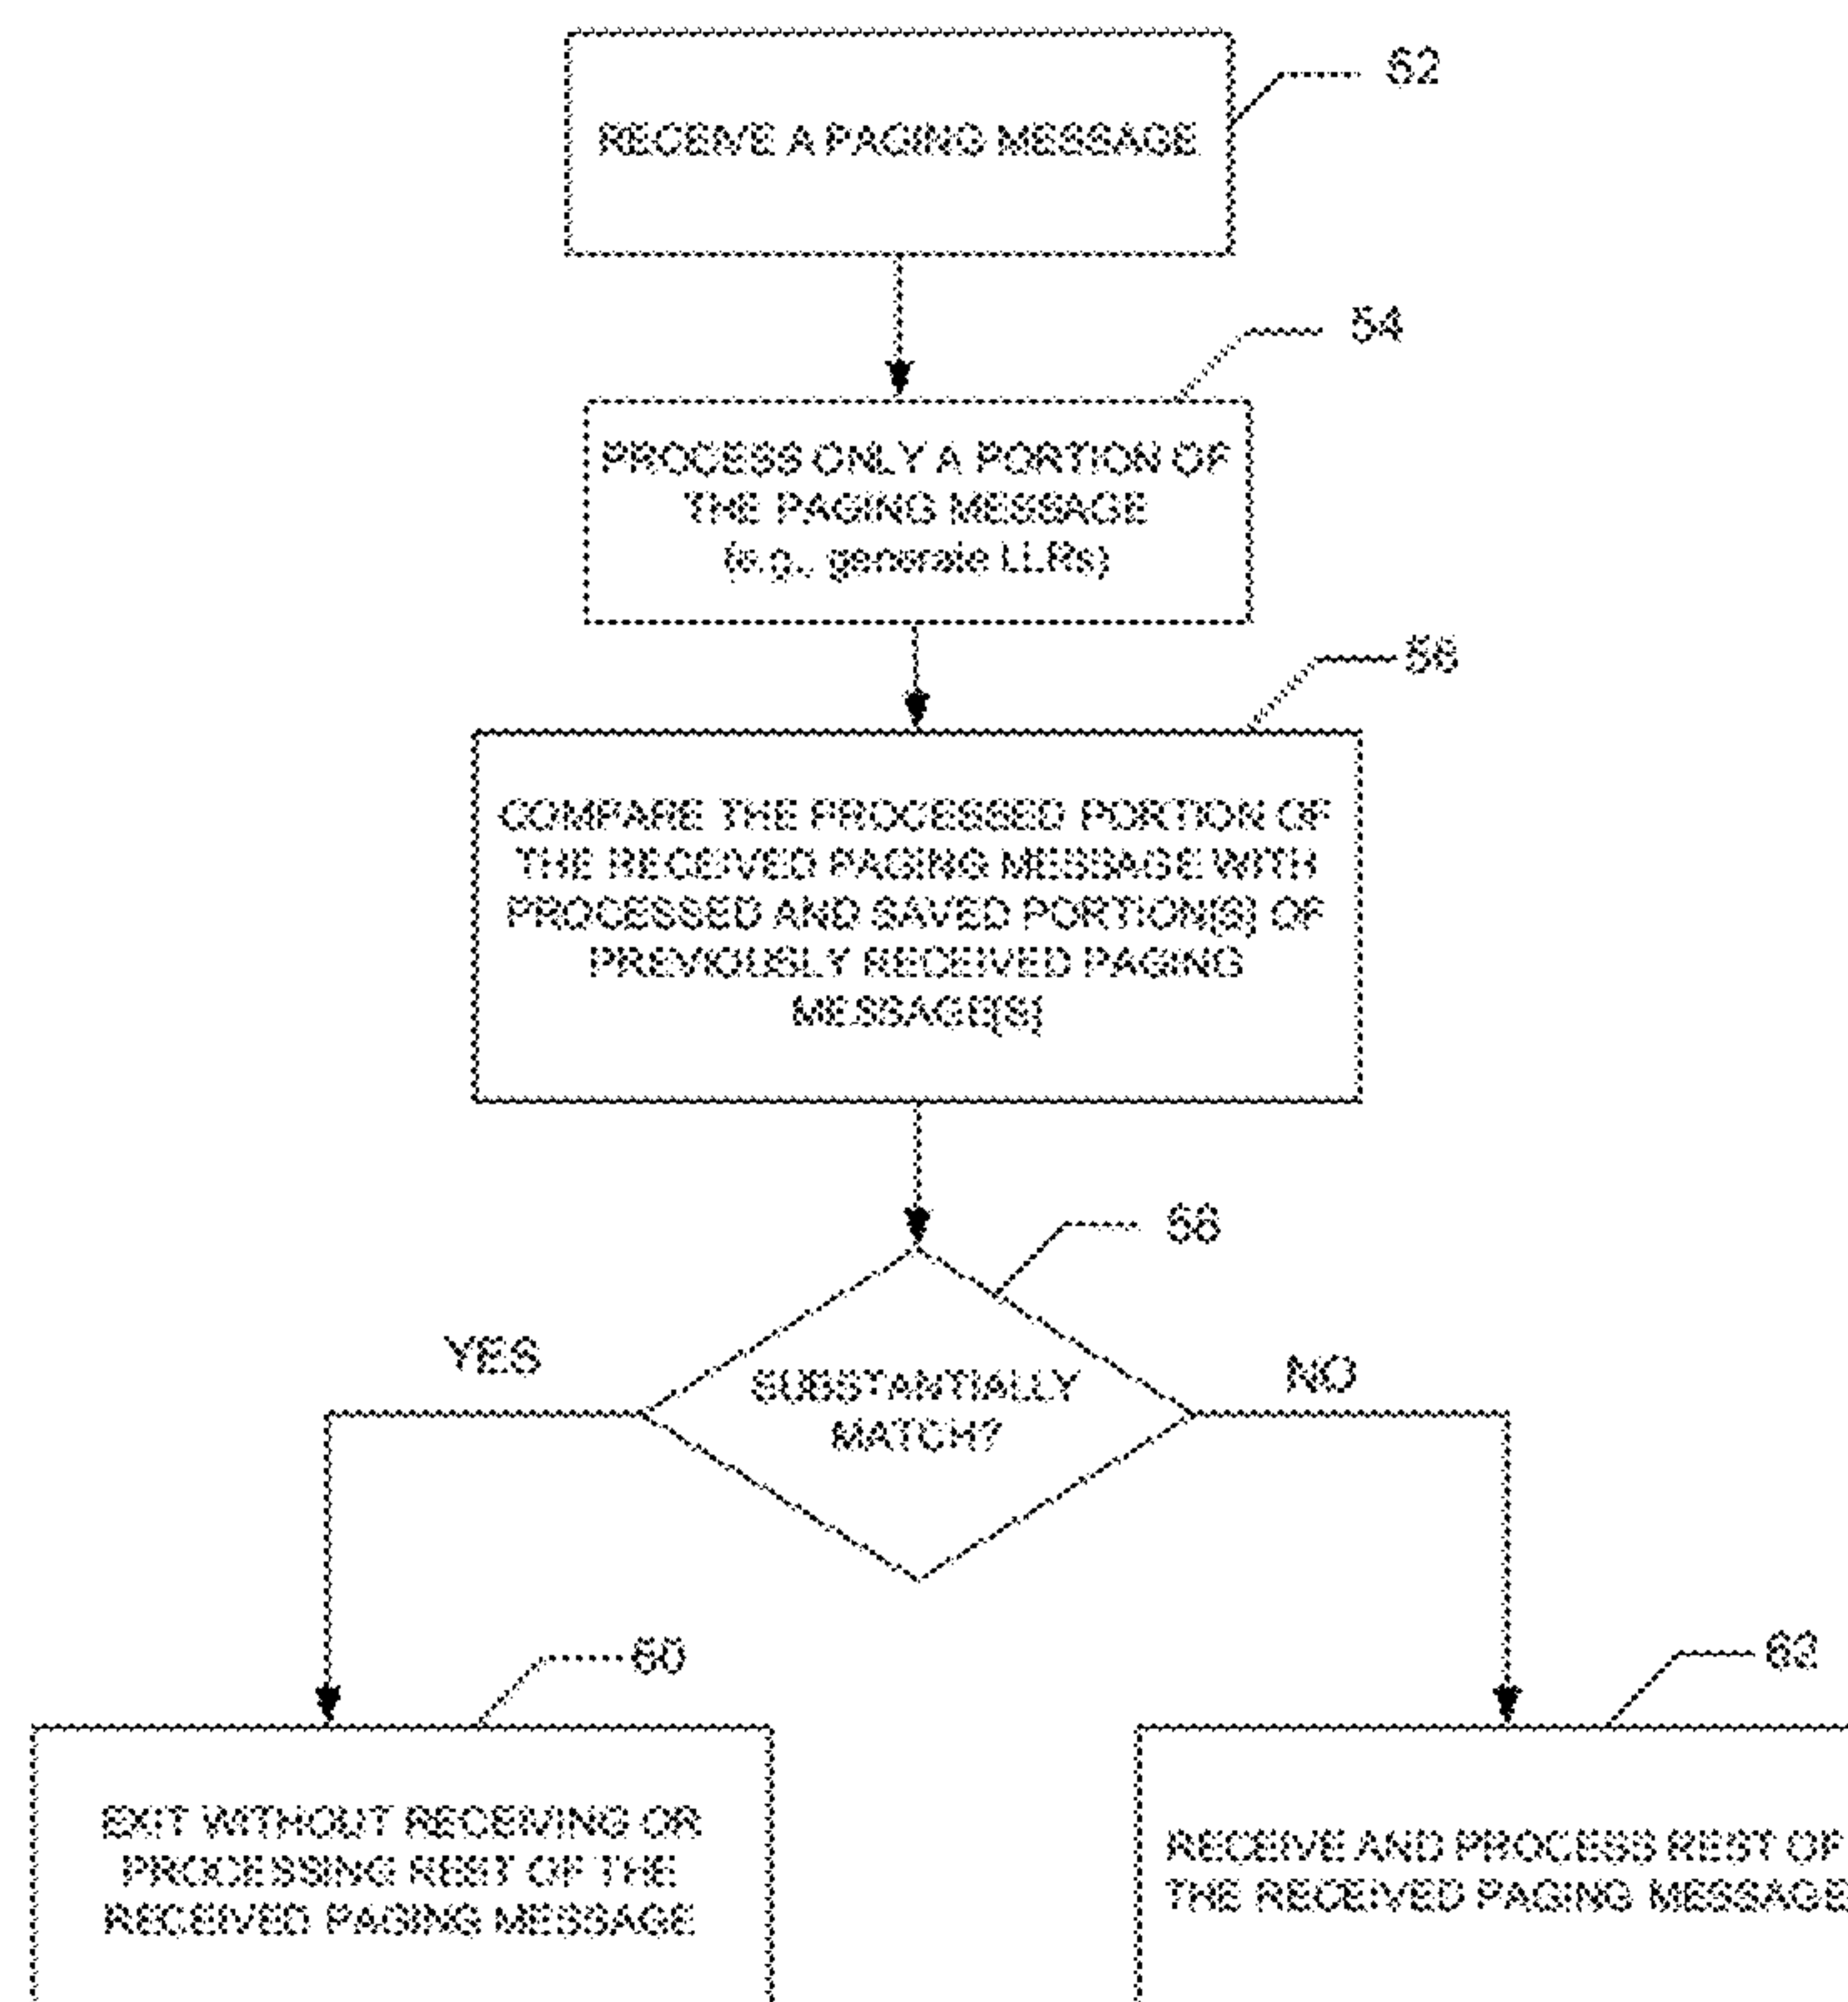 RECEIVE A PAGING MESSAGE
52
54
PROCESS ONLY A PORTION OF
THE PAGING MESSAGE
(e.g., generate LLRs)
56
COMPARE THE PROCESSED PORTION OF
THE RECEIVED PAGING MESSAGE WITH
PROCESSED AND SAVED PORTION[S] OF
PREVIOUSLY RECEIVED PAGING
MESSAGE[S]
58
YES
NO
SUBSTANTIALLY
MATCH?
60
62
EXIT WITHOUT RECEIVING OR
PROCESSING REST OF THE
RECEIVED PAGING MESSAGE
RECEIVE AND PROCESS REST OF
THE RECEIVED PAGING MESSAGE